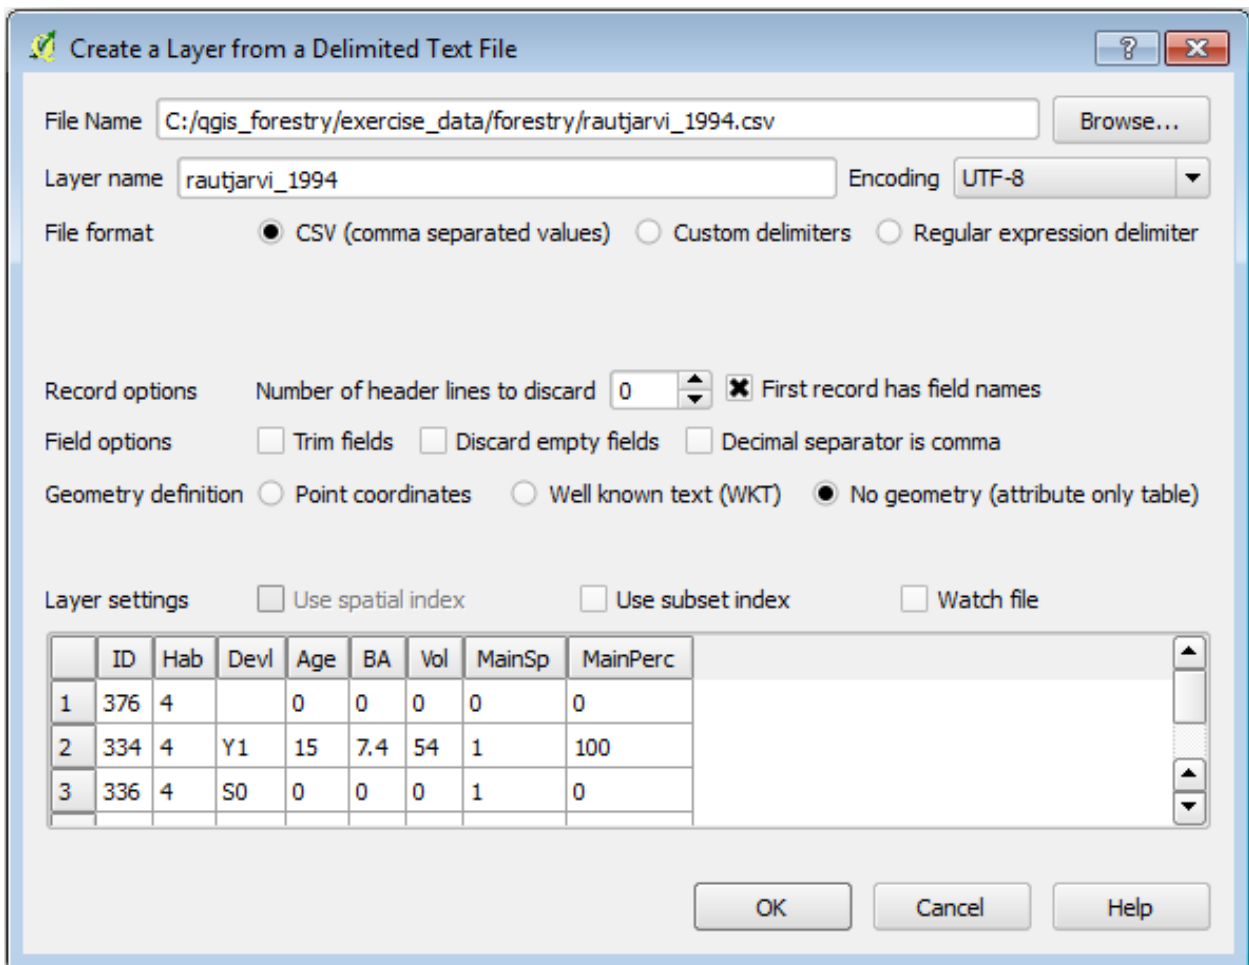 Create a Layer from a Delimited Text File ?
File Name C:/qgis_forestry/exercise_data/forestry/rautjarvi_1994.csv Browse...
Layer name rautjarvi_1994 Encoding UTF-8
File format CSV (comma separated values) Custom delimiters Regular expression delimiter
Record options Number of header lines to discard 0 First record has field names
Field options Trim fields Discard empty fields Decimal separator is comma
Geometry definition Point coordinates Well known text (WKT) No geometry (attribute only table)
Layer settings Use spatial index Use subset index Watch file
ID Hab Devl Age BA Vol MainSp MainPerc
1 376 4 0 0 0 0 0
2 334 4 Y1 15 7.4 54 1 100
3 336 4 S0 0 0 0 1 0
OK Cancel Help